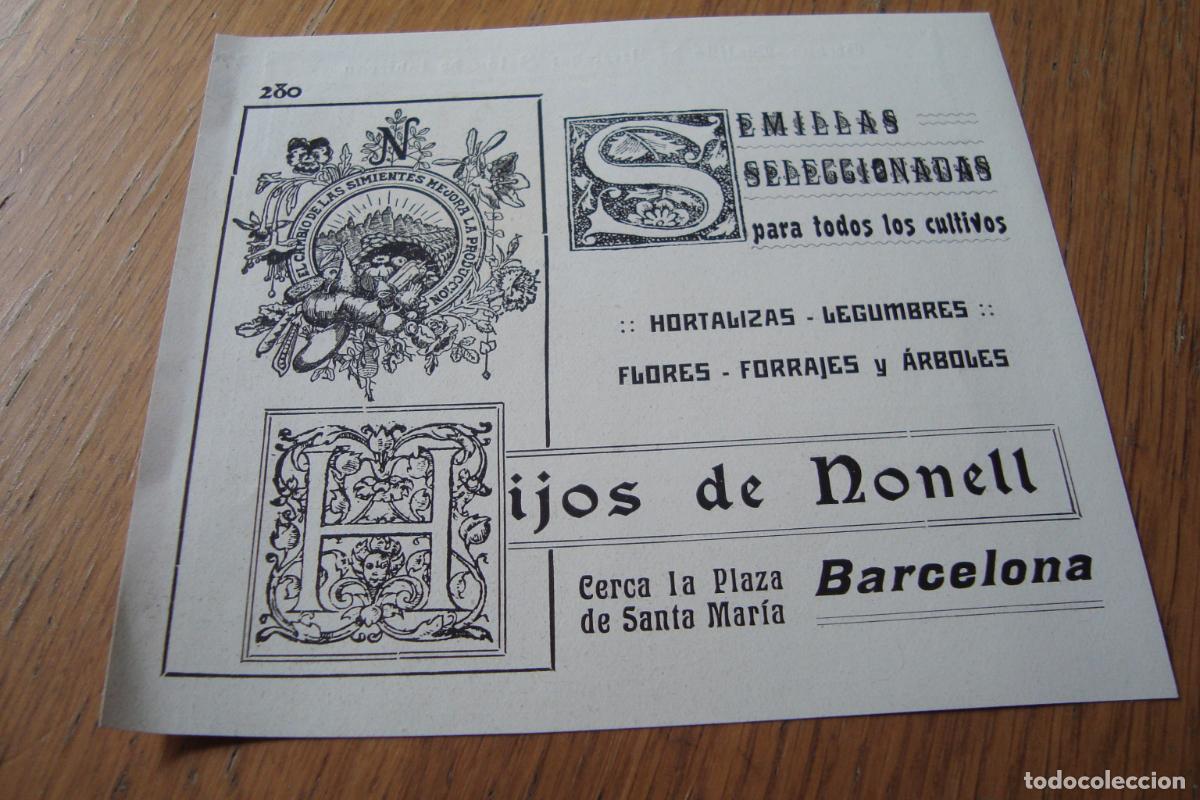 280
N
EL CAMBIO DE LAS SIMIENTES MEJORA LA PRODUCCIÓN
SEMILLAS
SELECCIONADAS
para todos los cultivos
:: HORTALIZAS - LEGUMBRES ::
FLORES - FORRAJES y ÁRBOLES
Hijos de Nonell
Cerca la Plaza
de Santa María
Barcelona
todocoleccion